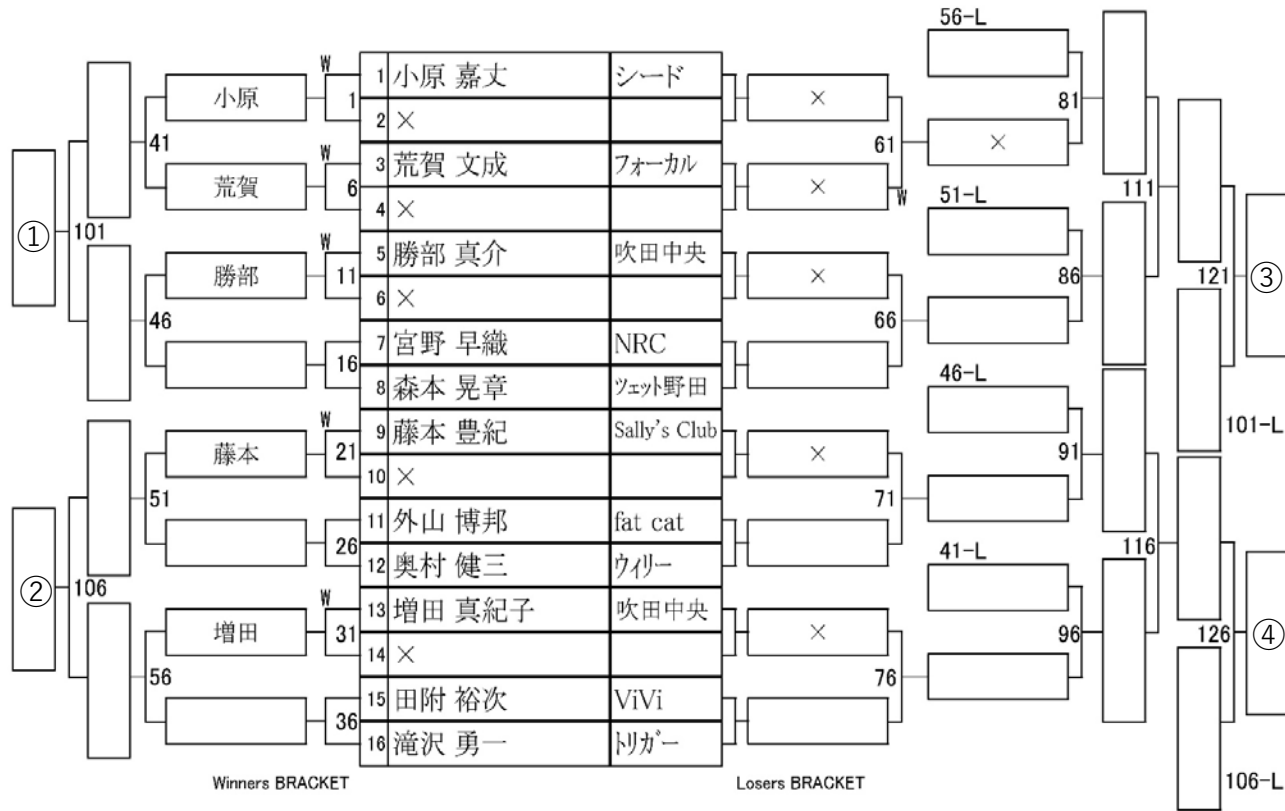 56-L
W
1 小原 嘉丈 シード
小原 1 × 81
2 ×
41 61 ×
W
3 荒賀 文成 フォーカル
荒賀 6 × 111
4 × W
① 101 51-L
W
5 勝部 真介 吹田中央
勝部 11 × 86 121 ③
6 ×
46 66
7 宮野 早織 NRC
16
8 森本 晃章 ツェット野田
46-L
W
9 藤本 豊紀 Sally's Club 101-L
藤本 21 × 91
10 ×
51 71
11 外山 博邦 fat cat
26 116
12 奥村 健三 ウィリー
41-L
② 106
W
13 増田 真紀子 吹田中央
増田 31 × 96 126 ④
14 ×
56 76
15 田附 裕次 ViVi
36
16 滝沢 勇一 トリガー
Winners BRACKET Losers BRACKET 106-L